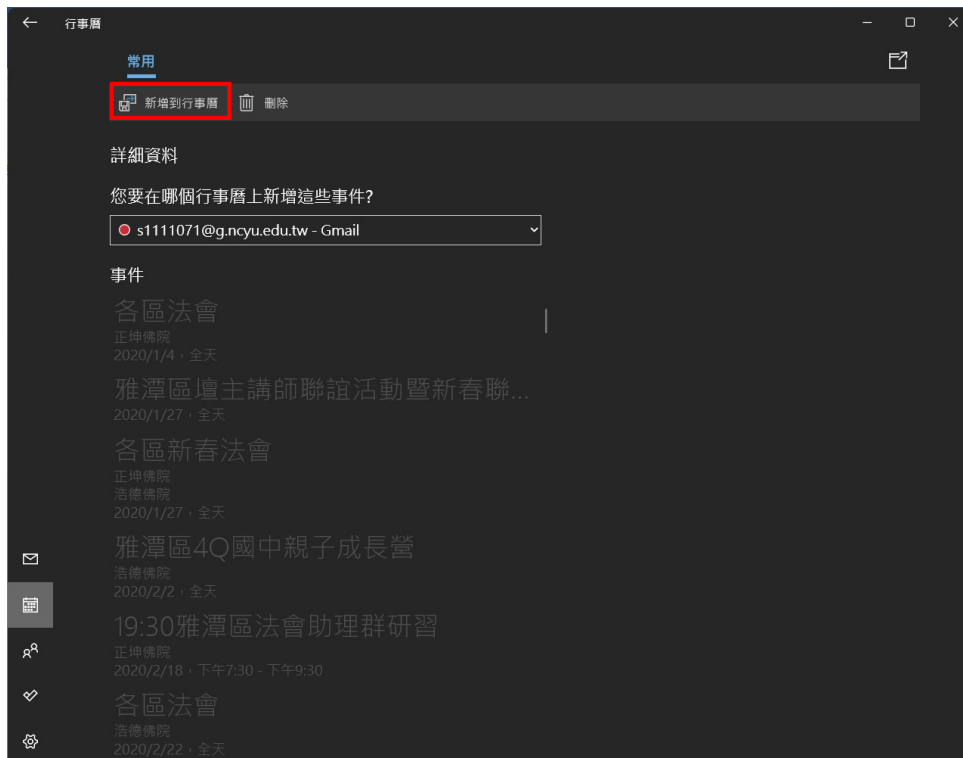 行事曆
常用
新增到行事曆 刪除
詳細資料
您要在哪個行事曆上新增這些事件?
s1111071@g.ncyu.edu.tw - Gmail
事件
各區法會
正坤佛院
2020/1/4，全天
雅潭區壇主講師聯誼活動暨新春聯...
2020/1/27，全天
各區新春法會
正坤佛院
浩德佛院
2020/1/27，全天
雅潭區4Q國中親子成長營
浩德佛院
2020/2/2，全天
19:30雅潭區法會助理群研習
正坤佛院
2020/2/18，下午7:30 - 下午9:30
各區法會
浩德佛院
2020/2/22，全天